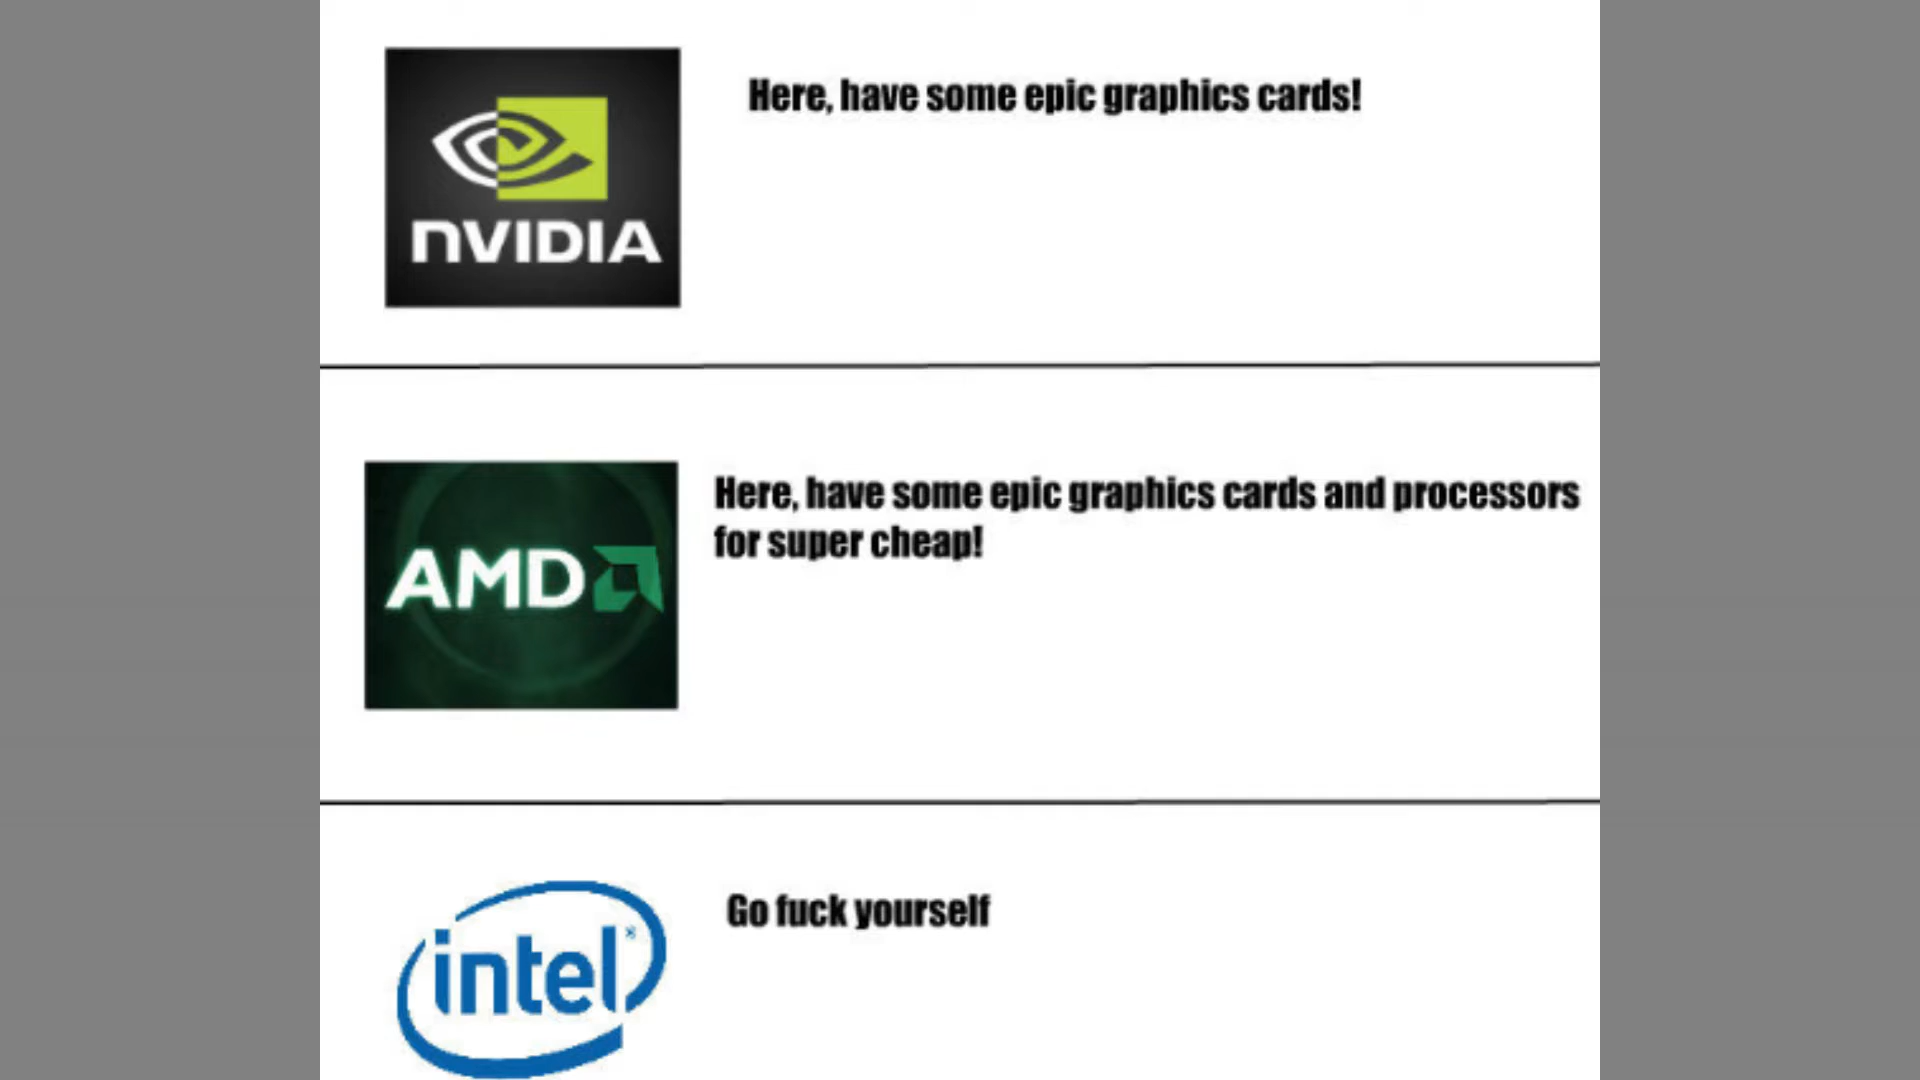 Here, have some epic graphics cards!
NVIDIA
Here, have some epic graphics cards and processors
for super cheap!
AMD
Go fuck yourself
intel®